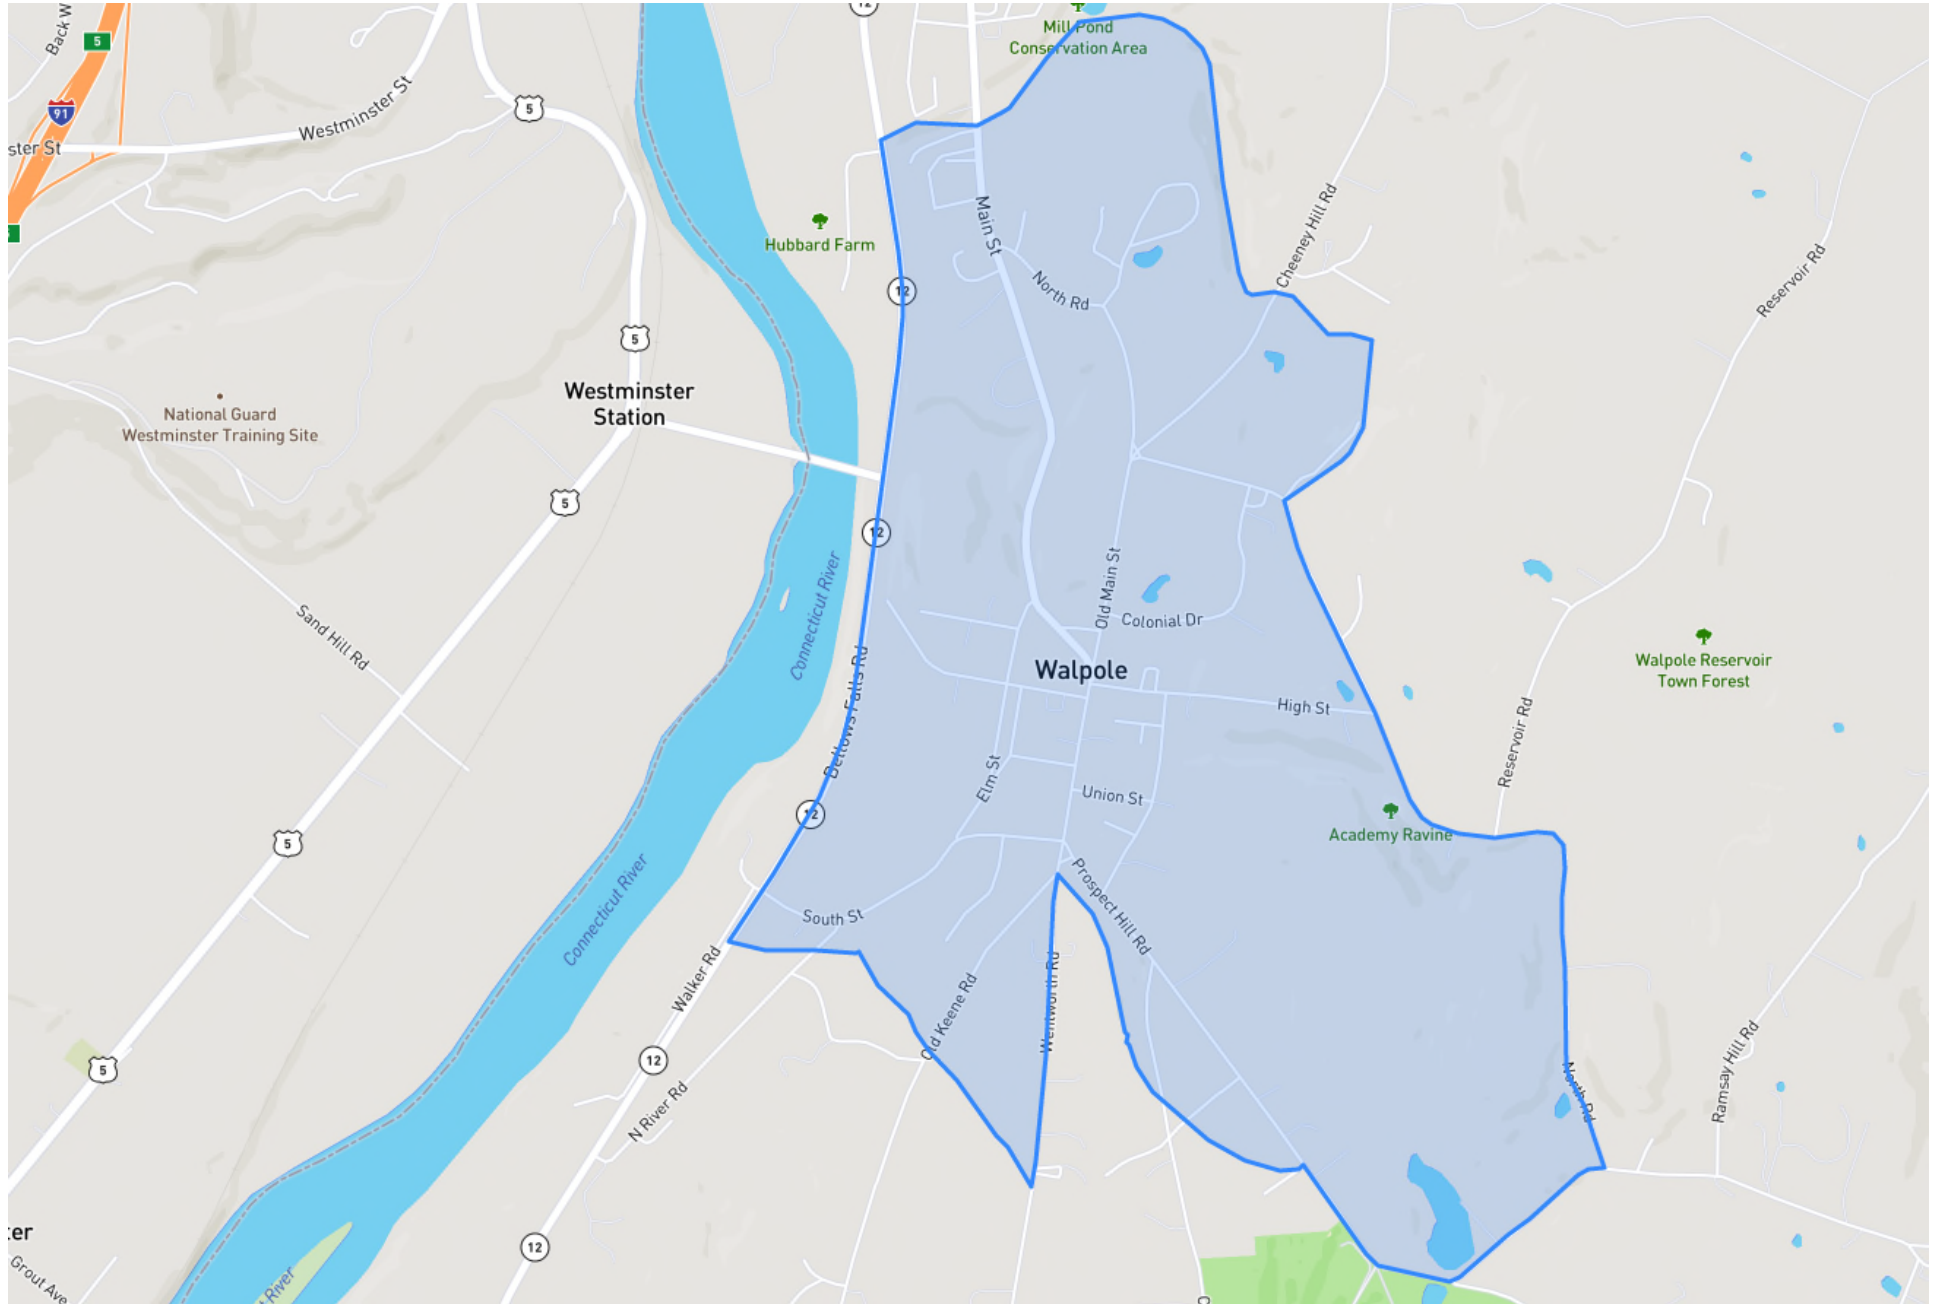 Back W
5
91
ster St
Westminster St
5
12
Mill Pond
Conservation Area
5
Hubbard Farm
Main St
North Rd
Cheeney Hill Rd
Reservoir Rd
12
5
Westminster
Station
National Guard
Westminster Training Site
5
12
Connecticut River
Old Main St
Colonial Dr
Sand Hill Rd
Walpole
Walpole Reservoir
Town Forest
High St
Bellows Falls Rd
Reservoir Rd
Elm St
Union St
12
Academy Ravine
5
Connecticut River
South St
Prospect Hill Rd
Walker Rd
Old Keene Rd
Wentworth Rd
5
12
N River Rd
North Rd
Ramsay Hill Rd
ter
Grout Ave
River
12